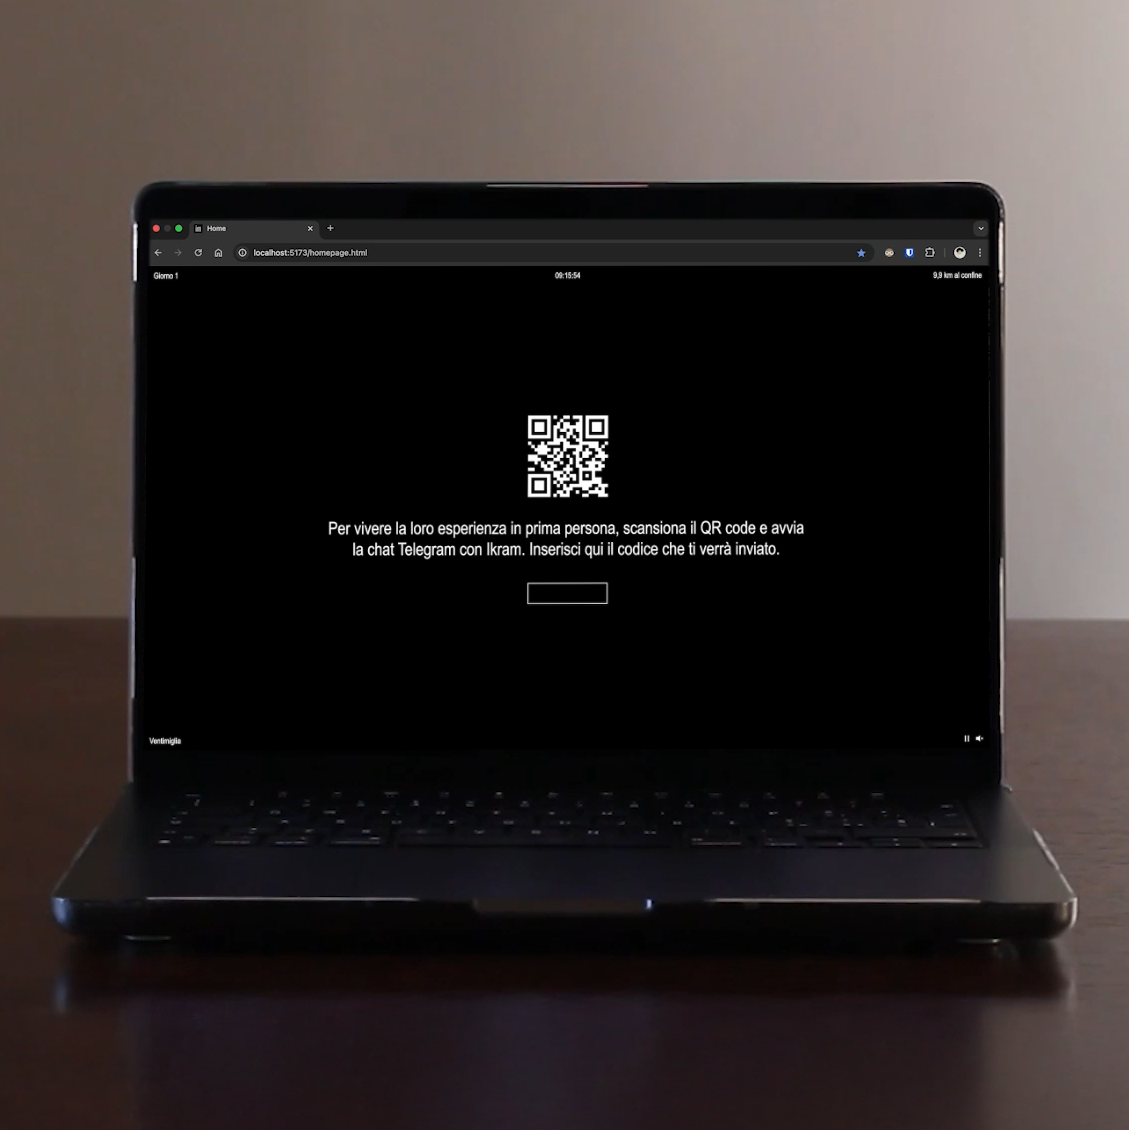 Home
localhost:5173/homepage.html
Giorno 1
09:15:54
9,9 km al confine
Per vivere la loro esperienza in prima persona, scansiona il QR code e avvia
la chat Telegram con Ikram. Inserisci qui il codice che ti verrà inviato.
Ventimiglia